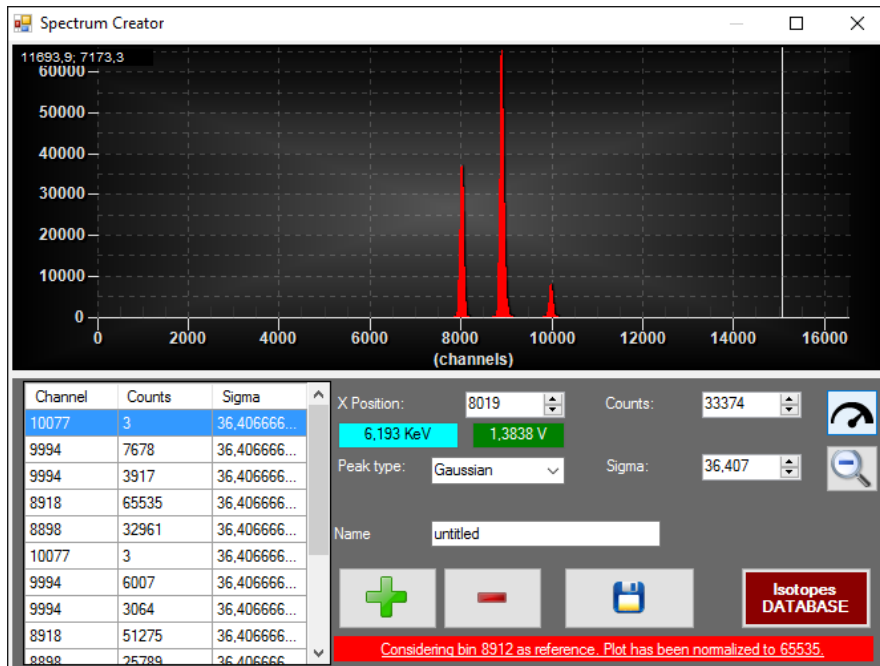 Spectrum Creator
11693,9; 7173,3
60000
50000
40000
30000
20000
10000
0
0 2000 4000 6000 8000 10000 12000 14000 16000
(channels)
Channel Counts Sigma
10077 3 36,406666...
9994 7678 36,406666...
9994 3917 36,406666...
8918 65535 36,406666...
8898 32961 36,406666...
10077 3 36,406666...
9994 6007 36,406666...
9994 3064 36,406666...
8918 51275 36,406666...
8898 25789 36,406666...
X Position: 8019 Counts: 33374
6,193 KeV 1,3838 V
Peak type: Gaussian Sigma: 36,407
Name untitled
Isotopes
DATABASE
Considering bin 8912 as reference. Plot has been normalized to 65535.